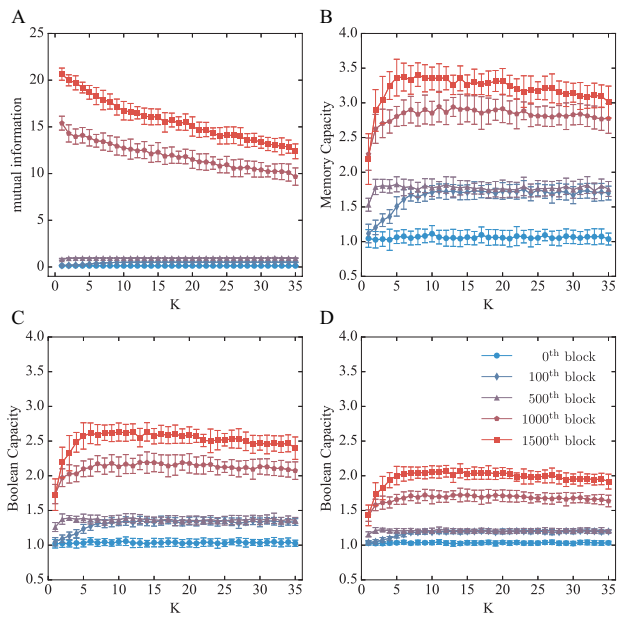 A
mutual information
25
20
15
10
5
0
0 5 10 15 20 25 30 35
K
B
Memory Capacity
4.0
3.5
3.0
2.5
2.0
1.5
1.0
0.5
0 5 10 15 20 25 30 35
K
C
Boolean Capacity
4.0
3.5
3.0
2.5
2.0
1.5
1.0
0.5
0 5 10 15 20 25 30 35
K
D
Boolean Capacity
4.0
3.5
3.0
2.5
2.0
1.5
1.0
0.5
0 5 10 15 20 25 30 35
K
0th block
100th block
500th block
1000th block
1500th block